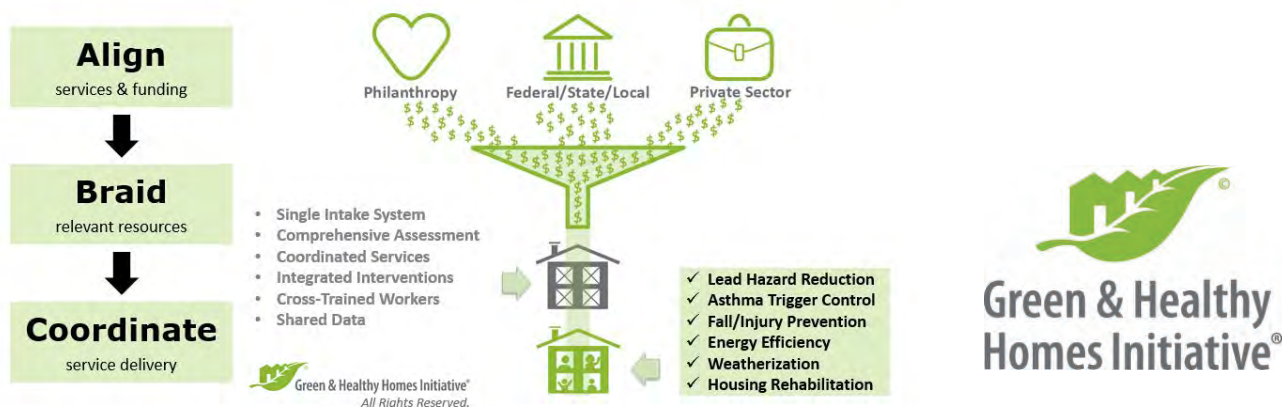 Align
services & funding
Braid
relevant resources
Coordinate
service delivery
Philanthropy
Federal/State/Local
Private Sector
• Single Intake System
• Comprehensive Assessment
• Coordinated Services
• Integrated Interventions
• Cross-Trained Workers
• Shared Data
✓ Lead Hazard Reduction
✓ Asthma Trigger Control
✓ Fall/Injury Prevention
✓ Energy Efficiency
✓ Weatherization
✓ Housing Rehabilitation
Green & Healthy Homes Initiative®
All Rights Reserved.
©
Green & Healthy
Homes Initiative®